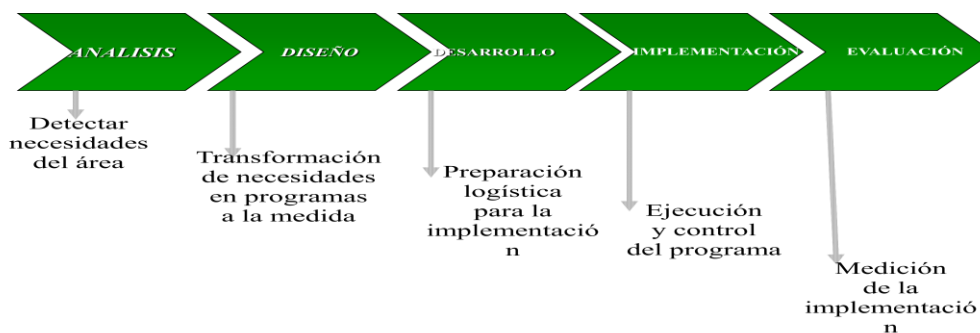 ANALISIS
DISEÑO
DESARROLLO
IMPLEMENTACIÓN
EVALUACIÓN
Detectar
necesidades
del área
Transformación
de necesidades
en programas
a la medida
Preparación
logística
para la
implementació
n
Ejecución
y control
del programa
Medición
de la
implementació
n